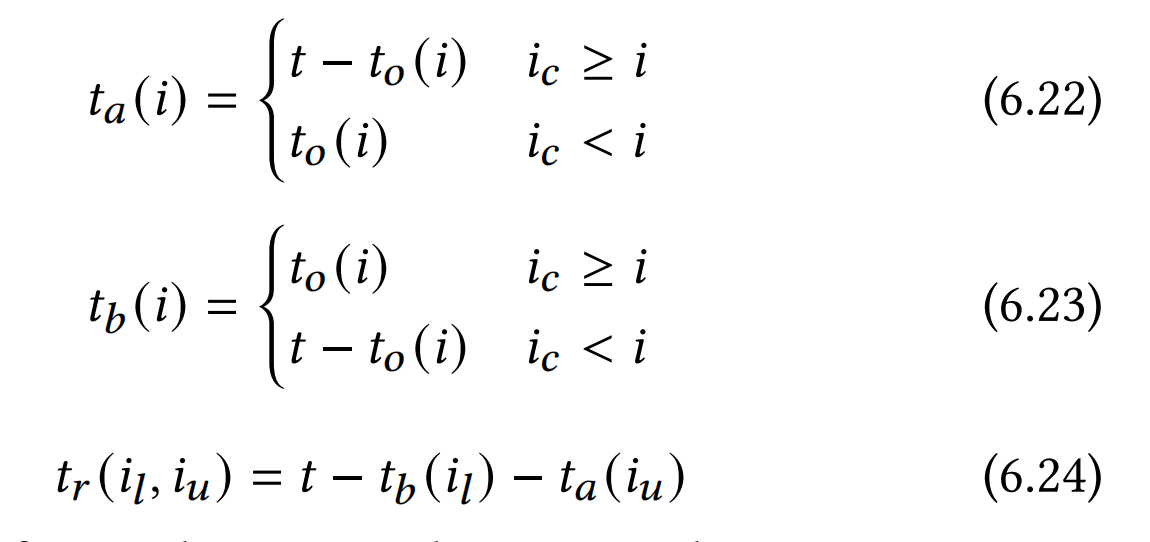 t_a(i) = { t − t_o(i)   i_c ≥ i
t_o(i)   i_c < i   (6.22)
t_b(i) = { t_o(i)   i_c ≥ i
t − t_o(i)   i_c < i   (6.23)
t_r(i_l, i_u) = t − t_b(i_l) − t_a(i_u)   (6.24)